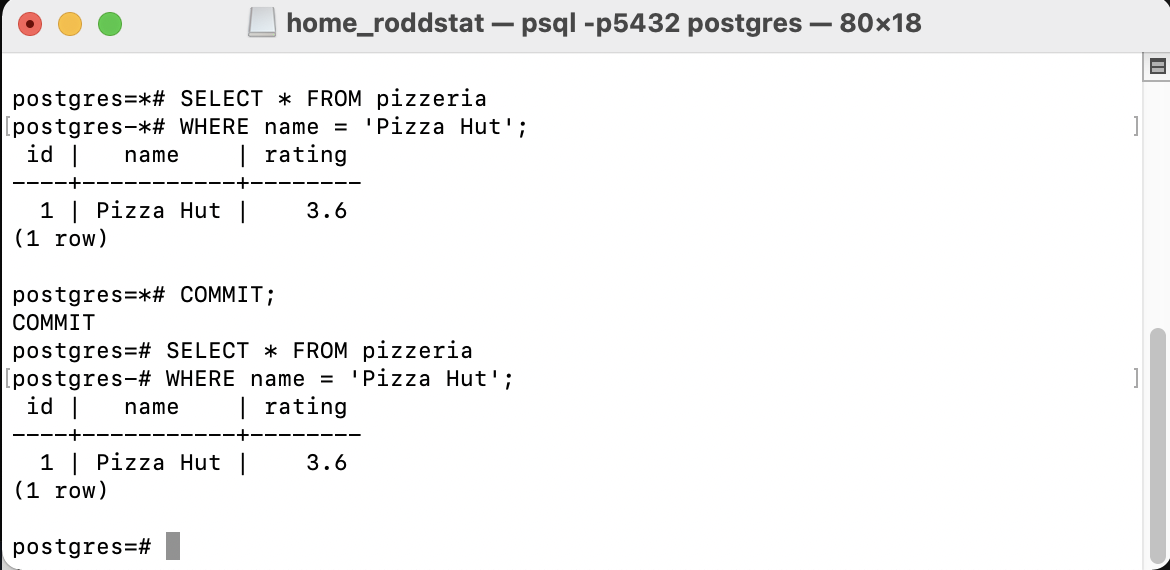 home_roddstat — psql -p5432 postgres — 80×18
postgres=*# SELECT * FROM pizzeria
[postgres-*# WHERE name = 'Pizza Hut'; ]
 id |   name    | rating
----+-----------+--------
  1 | Pizza Hut |    3.6
(1 row)
postgres=*# COMMIT;
COMMIT
postgres=# SELECT * FROM pizzeria
[postgres-# WHERE name = 'Pizza Hut'; ]
 id |   name    | rating
----+-----------+--------
  1 | Pizza Hut |    3.6
(1 row)
postgres=#